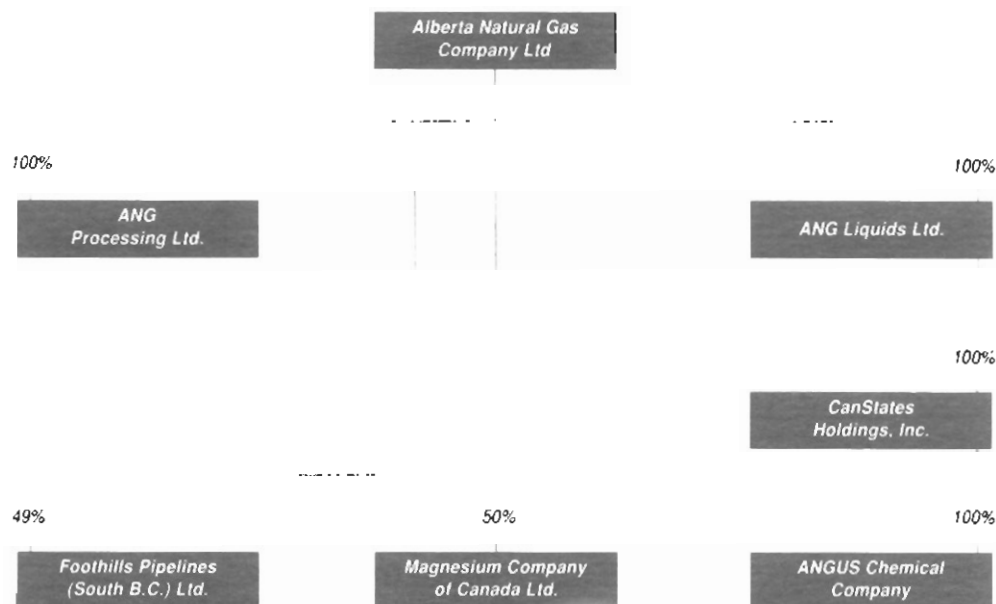 Alberta Natural Gas
Company Ltd
100%
100%
ANG
Processing Ltd.
ANG Liquids Ltd.
100%
CanStates
Holdings, Inc.
49%
50%
100%
Foothills Pipelines
(South B.C.) Ltd.
Magnesium Company
of Canada Ltd.
ANGUS Chemical
Company